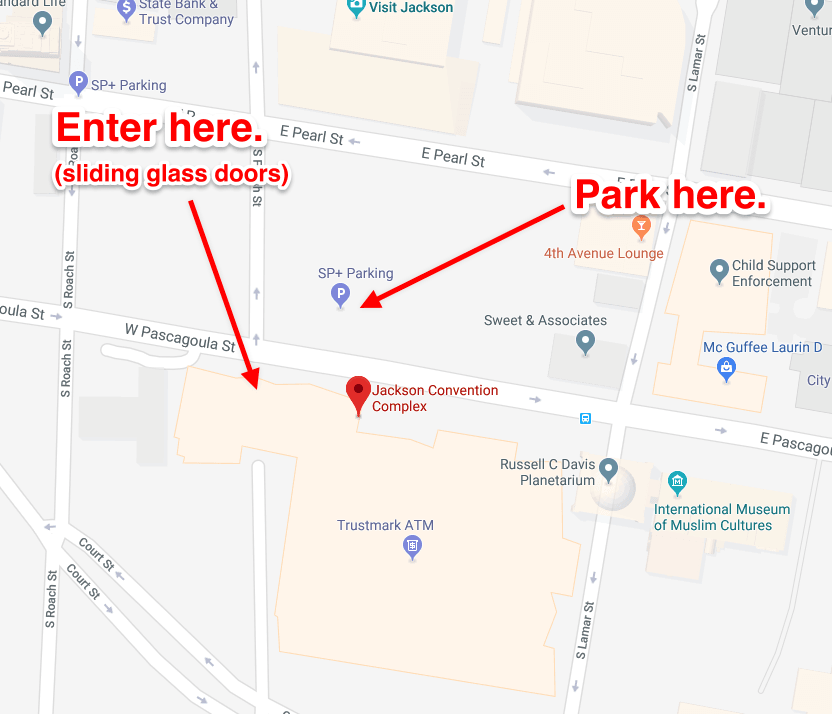 andard Life
State Bank &
Trust Company
Visit Jackson
Ventur
S Lamar St
Pearl St
P
SP+ Parking
Enter here.
(sliding glass doors)
E Pearl St
E Pearl St
Park here.
4th Avenue Lounge
Child Support
Enforcement
SP+ Parking
P
S Roach St
oula St
W Pascagoula St
Sweet & Associates
Mc Guffee Laurin D
City
S Roach St
Jackson Convention
Complex
E Pascagou
Russell C Davis
Planetarium
International Museum
of Muslim Cultures
Trustmark ATM
Court St
Court St
S Roach St
S Lamar St